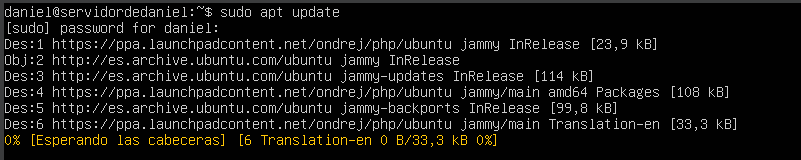 daniel@servidordedaniel:~$ sudo apt update
[sudo] password for daniel:
Des:1 https://ppa.launchpadcontent.net/ondrej/php/ubuntu jammy InRelease [23,9 kB]
Obj:2 http://es.archive.ubuntu.com/ubuntu jammy InRelease
Des:3 http://es.archive.ubuntu.com/ubuntu jammy-updates InRelease [114 kB]
Des:4 https://ppa.launchpadcontent.net/ondrej/php/ubuntu jammy/main amd64 Packages [108 kB]
Des:5 http://es.archive.ubuntu.com/ubuntu jammy-backports InRelease [99,8 kB]
Des:6 https://ppa.launchpadcontent.net/ondrej/php/ubuntu jammy/main Translation-en [33,3 kB]
0% [Esperando las cabeceras] [6 Translation-en 0 B/33,3 kB 0%]